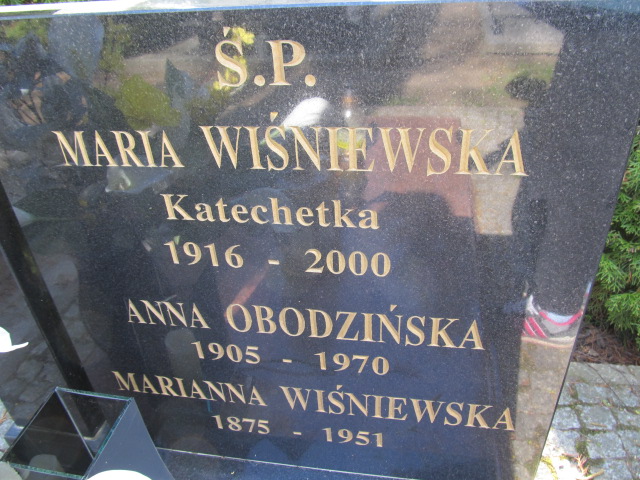 Ś.P.
MARIA WIŚNIEWSKA
Katechetka
1916 - 2000
ANNA OBODZIŃSKA
1905 - 1970
MARIANNA WIŚNIEWSKA
1875 - 1951